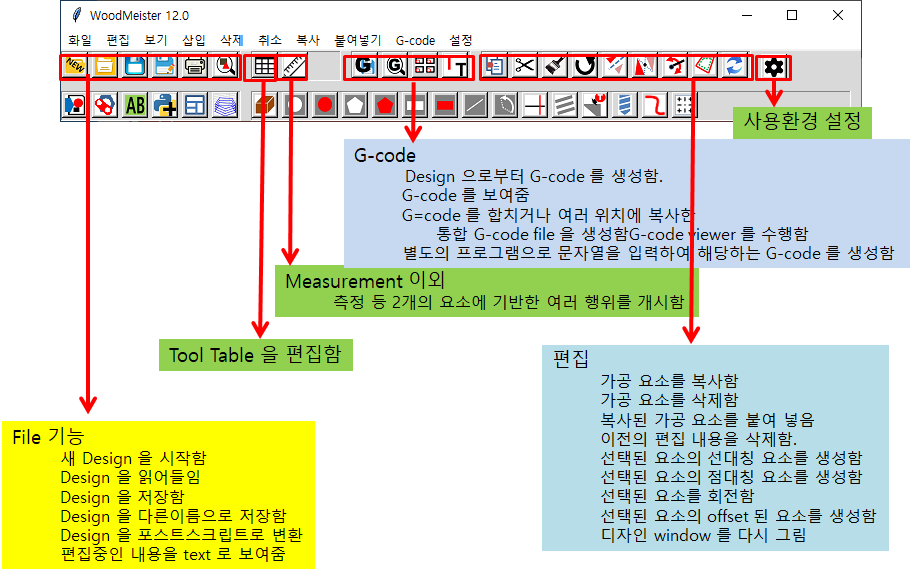 WoodMeister 12.0
화일 편집 보기 삽입 삭제 취소 복사 붙여넣기 G-code 설정
NEW
G
T
AB
사용환경 설정
G-code
Design 으로부터 G-code 를 생성함.
G-code 를 보여줌
G=code 를 합치거나 여러 위치에 복사한
통합 G-code file 을 생성함G-code viewer 를 수행함
별도의 프로그램으로 문자열을 입력하여 해당하는 G-code 를 생성함
Measurement 이외
측정 등 2개의 요소에 기반한 여러 행위를 개시함
Tool Table 을 편집함
편집
가공 요소를 복사함
가공 요소를 삭제함
복사된 가공 요소를 붙여 넣음
이전의 편집 내용을 삭제함.
선택된 요소의 선대칭 요소를 생성함
선택된 요소의 점대칭 요소를 생성함
선택된 요소를 회전함
선택된 요소의 offset 된 요소를 생성함
디자인 window 를 다시 그림
File 기능
새 Design 을 시작함
Design 을 읽어들임
Design 을 저장함
Design 을 다른이름으로 저장함
Design 을 포스트스크립트로 변환
편집중인 내용을 text 로 보여줌